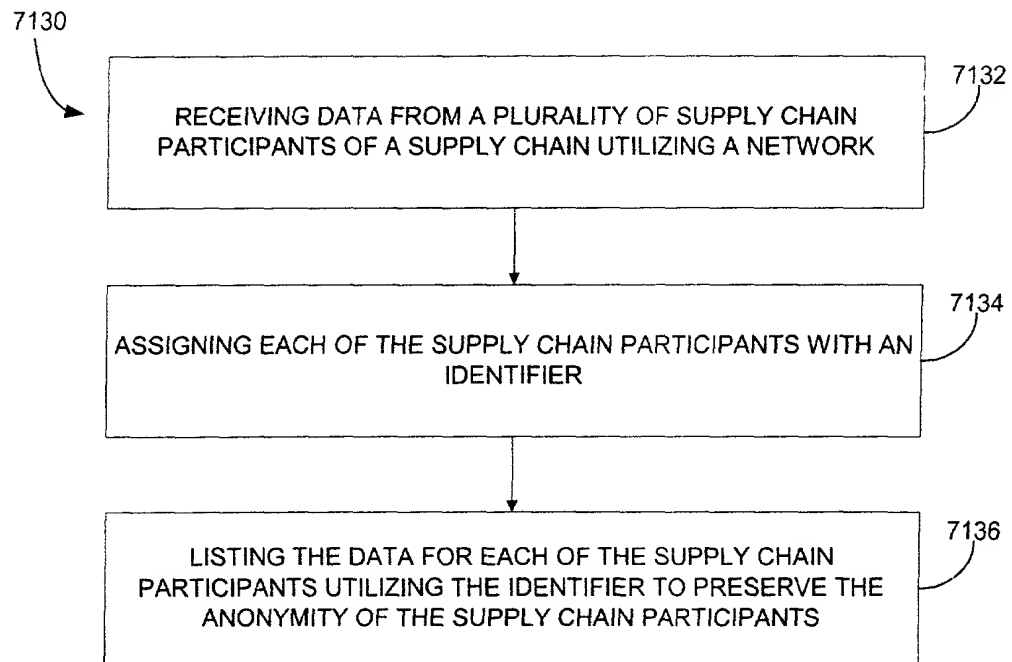 7130
7132
RECEIVING DATA FROM A PLURALITY OF SUPPLY CHAIN
PARTICIPANTS OF A SUPPLY CHAIN UTILIZING A NETWORK
7134
ASSIGNING EACH OF THE SUPPLY CHAIN PARTICIPANTS WITH AN
IDENTIFIER
7136
LISTING THE DATA FOR EACH OF THE SUPPLY CHAIN
PARTICIPANTS UTILIZING THE IDENTIFIER TO PRESERVE THE
ANONYMITY OF THE SUPPLY CHAIN PARTICIPANTS